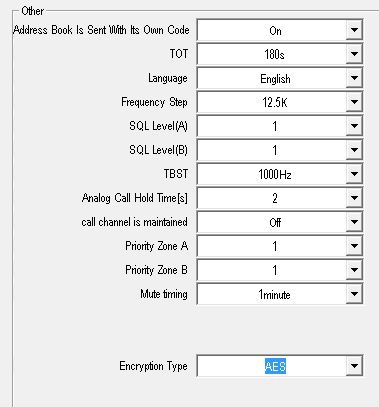 Other
Address Book Is Sent With Its Own Code On
TOT 180s
Language English
Frequency Step 12.5K
SQL Level(A) 1
SQL Level(B) 1
TBST 1000Hz
Analog Call Hold Time[s] 2
call channel is maintained Off
Priority Zone A 1
Priority Zone B 1
Mute timing 1minute
Encryption Type AES